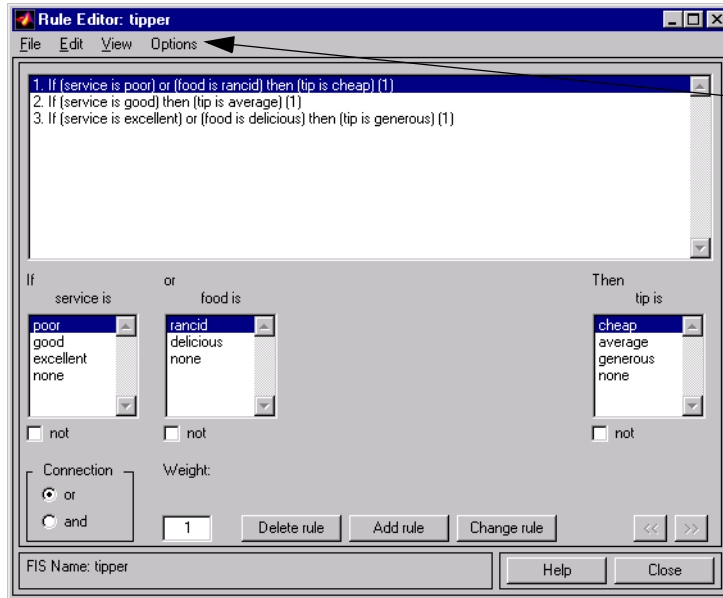 Rule Editor: tipper
File Edit View Options
1. If (service is poor) or (food is rancid) then (tip is cheap) (1)
2. If (service is good) then (tip is average) (1)
3. If (service is excellent) or (food is delicious) then (tip is generous) (1)
If or Then
service is food is tip is
poor rancid cheap
good delicious average
excellent none generous
none none
not not not
Connection Weight:
or
and 1 Delete rule Add rule Change rule << >>
FIS Name: tipper Help Close